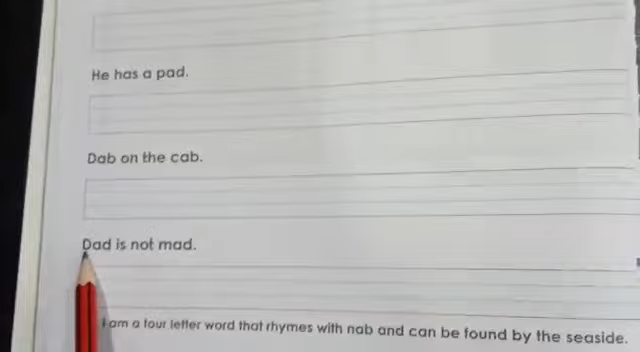 He has a pad.
Dab on the cab.
Dad is not mad.
I am a four letter word that rhymes with nab and can be found by the seaside.